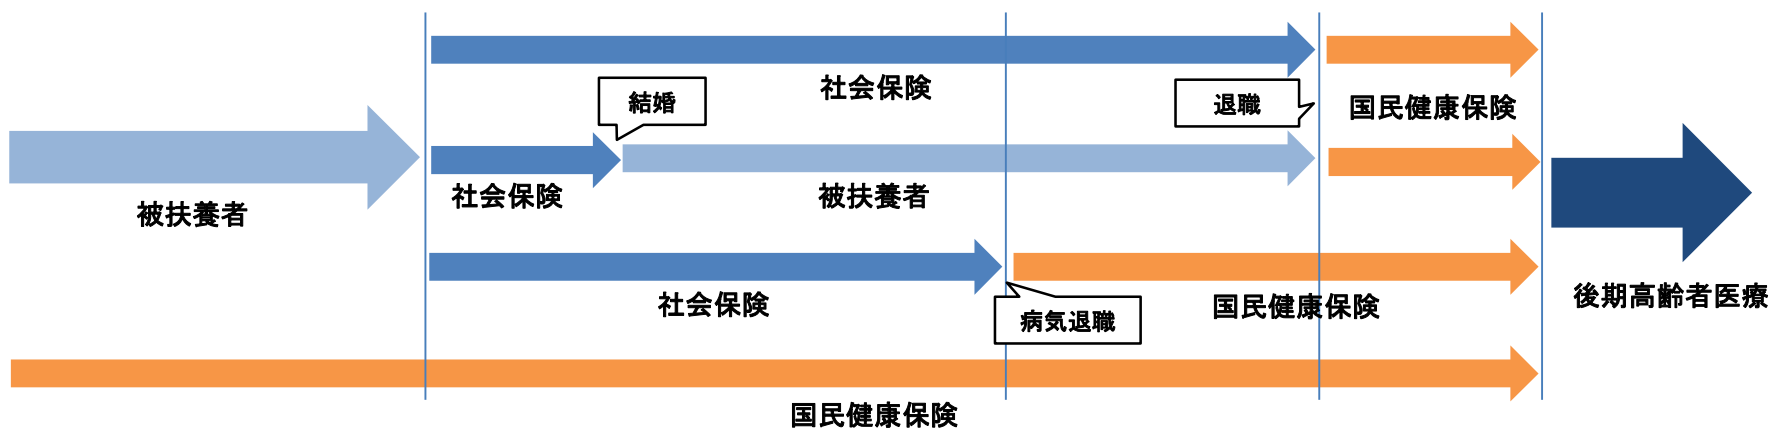 社会保険
結婚
退職
国民健康保険
被扶養者
社会保険
被扶養者
社会保険
病気退職
国民健康保険
後期高齢者医療
国民健康保険